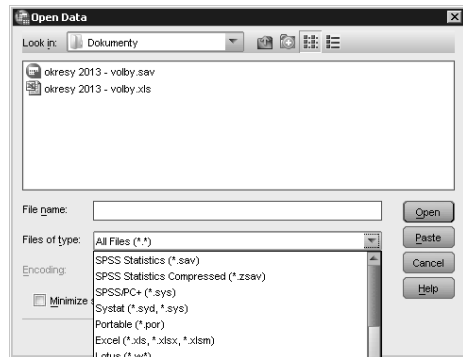 Open Data
Look in: Dokumenty
okresy 2013 - volby.sav
okresy 2013 - volby.xls
File name:
Open
Files of type: All Files (*.*)
Paste
SPSS Statistics (*.sav)
Encoding:
SPSS Statistics Compressed (*.zsav)
Cancel
SPSS/PC+ (*.sys)
Help
Minimize s
Systat (*.syd, *.sys)
Portable (*.por)
Excel (*.xls, *.xlsx, *.xlsm)
Lotus (*.w*)